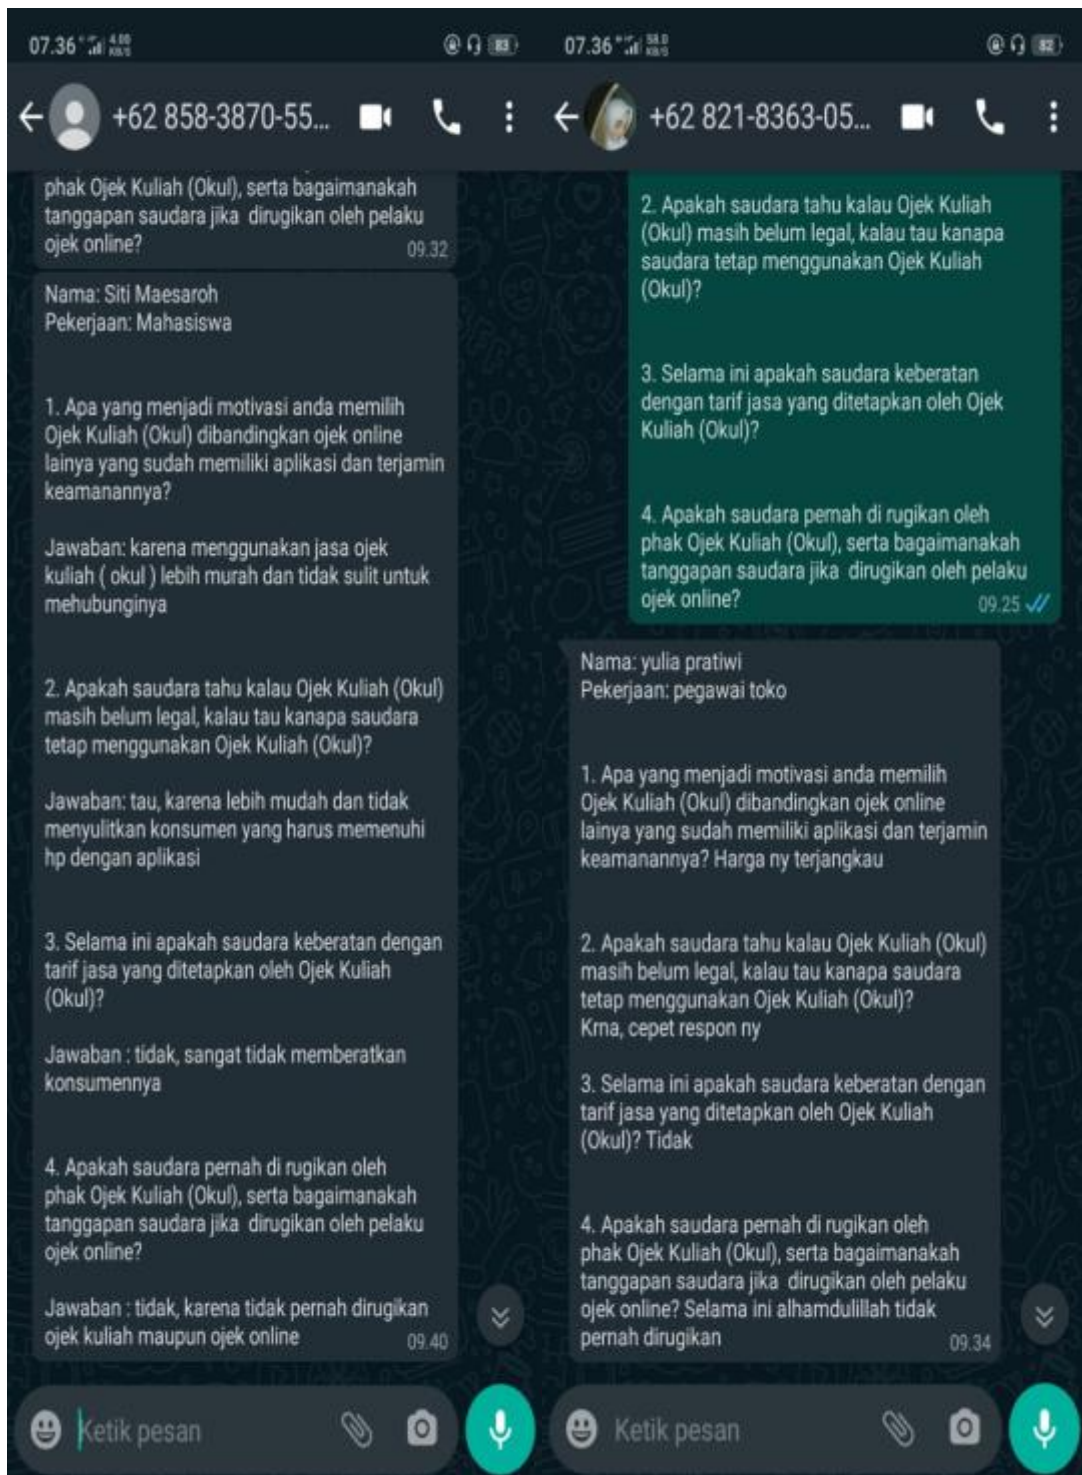 07.36 4.00 KB/S 83
+62 858-3870-55...
phak Ojek Kuliah (Okul), serta bagaimanakah
tanggapan saudara jika dirugikan oleh pelaku
ojek online?
09.32
Nama: Siti Maesaroh
Pekerjaan: Mahasiswa
1. Apa yang menjadi motivasi anda memilih
Ojek Kuliah (Okul) dibandingkan ojek online
lainya yang sudah memiliki aplikasi dan terjamin
keamanannya?
Jawaban: karena menggunakan jasa ojek
kuliah ( okul ) lebih murah dan tidak sulit untuk
mehubunginya
2. Apakah saudara tahu kalau Ojek Kuliah (Okul)
masih belum legal, kalau tau kanapa saudara
tetap menggunakan Ojek Kuliah (Okul)?
Jawaban: tau, karena lebih mudah dan tidak
menyulitkan konsumen yang harus memenuhi
hp dengan aplikasi
3. Selama ini apakah saudara keberatan dengan
tarif jasa yang ditetapkan oleh Ojek Kuliah
(Okul)?
Jawaban : tidak, sangat tidak memberatkan
konsumennya
4. Apakah saudara pernah di rugikan oleh
phak Ojek Kuliah (Okul), serta bagaimanakah
tanggapan saudara jika dirugikan oleh pelaku
ojek online?
Jawaban : tidak, karena tidak pernah dirugikan
ojek kuliah maupun ojek online
09.40
Ketik pesan
07.36 58.0 KB/S 82
+62 821-8363-05...
2. Apakah saudara tahu kalau Ojek Kuliah
(Okul) masih belum legal, kalau tau kanapa
saudara tetap menggunakan Ojek Kuliah
(Okul)?
3. Selama ini apakah saudara keberatan
dengan tarif jasa yang ditetapkan oleh Ojek
Kuliah (Okul)?
4. Apakah saudara pernah di rugikan oleh
phak Ojek Kuliah (Okul), serta bagaimanakah
tanggapan saudara jika dirugikan oleh pelaku
ojek online?
09.25
Nama: yulia pratiwi
Pekerjaan: pegawai toko
1. Apa yang menjadi motivasi anda memilih
Ojek Kuliah (Okul) dibandingkan ojek online
lainya yang sudah memiliki aplikasi dan terjamin
keamanannya? Harga ny terjangkau
2. Apakah saudara tahu kalau Ojek Kuliah (Okul)
masih belum legal, kalau tau kanapa saudara
tetap menggunakan Ojek Kuliah (Okul)?
Krna, cepet respon ny
3. Selama ini apakah saudara keberatan dengan
tarif jasa yang ditetapkan oleh Ojek Kuliah
(Okul)? Tidak
4. Apakah saudara pernah di rugikan oleh
phak Ojek Kuliah (Okul), serta bagaimanakah
tanggapan saudara jika dirugikan oleh pelaku
ojek online? Selama ini alhamdulillah tidak
pernah dirugikan
09.34
Ketik pesan